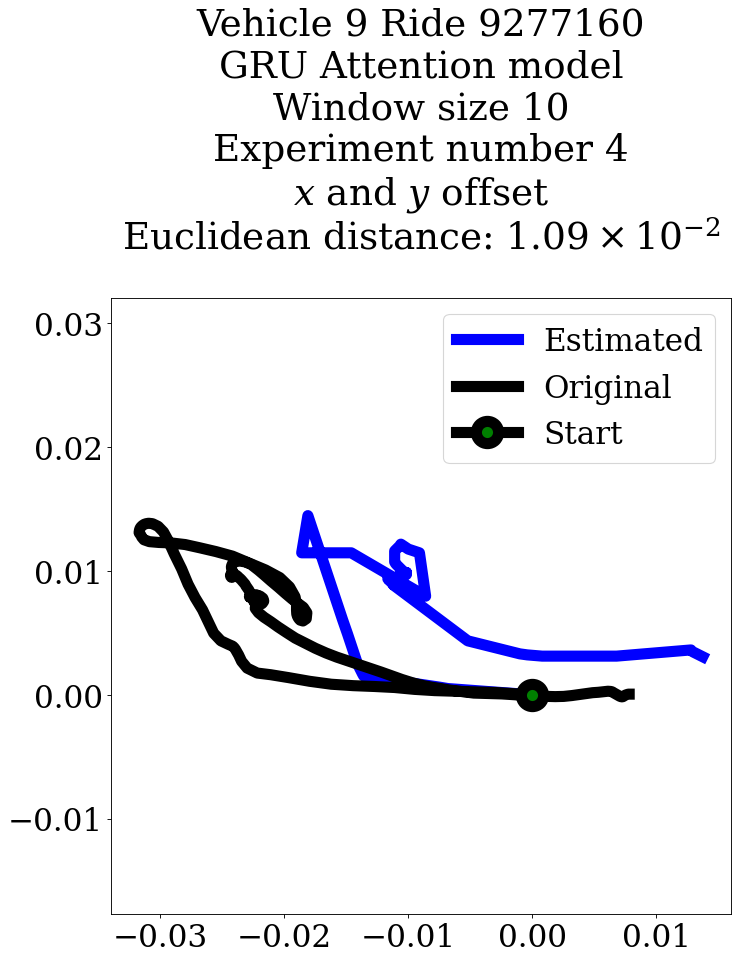 Vehicle 9 Ride 9277160
GRU Attention model
Window size 10
Experiment number 4
x and y offset
Euclidean distance: 1.09 × 10⁻²
Estimated
Original
Start
0.03
0.02
0.01
0.00
−0.01
−0.03 −0.02 −0.01 0.00 0.01